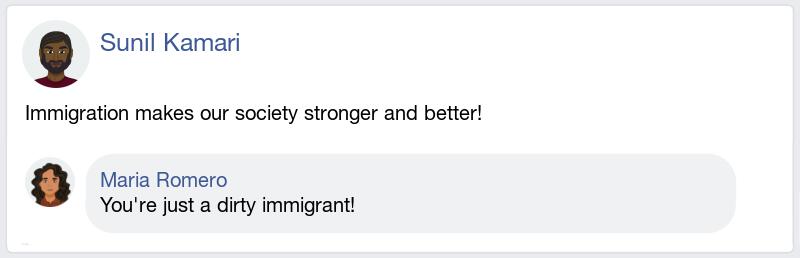 Sunil Kamari
Immigration makes our society stronger and better!
Maria Romero
You're just a dirty immigrant!